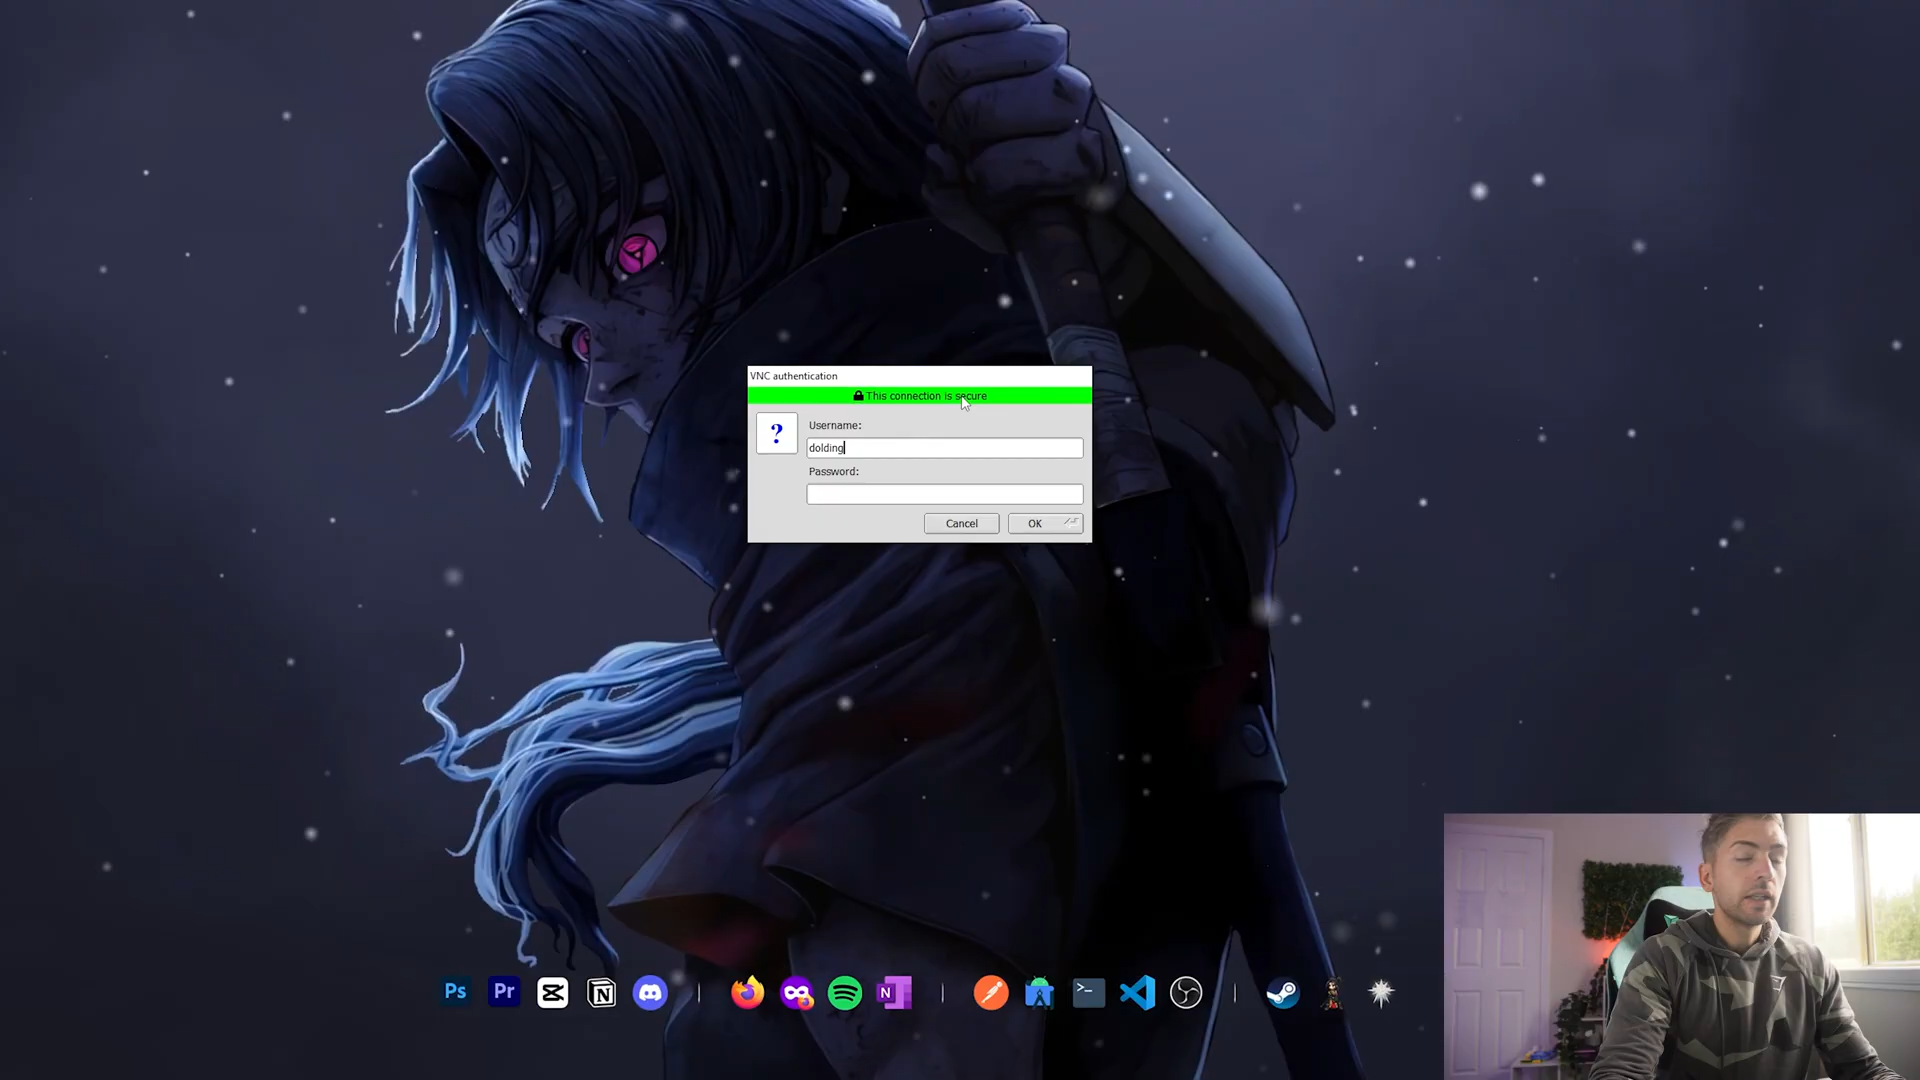 VNC authentication
This connection is secure
?
Username:
dolding
Password:
Cancel
OK
Ps
Pr
N
N
>_